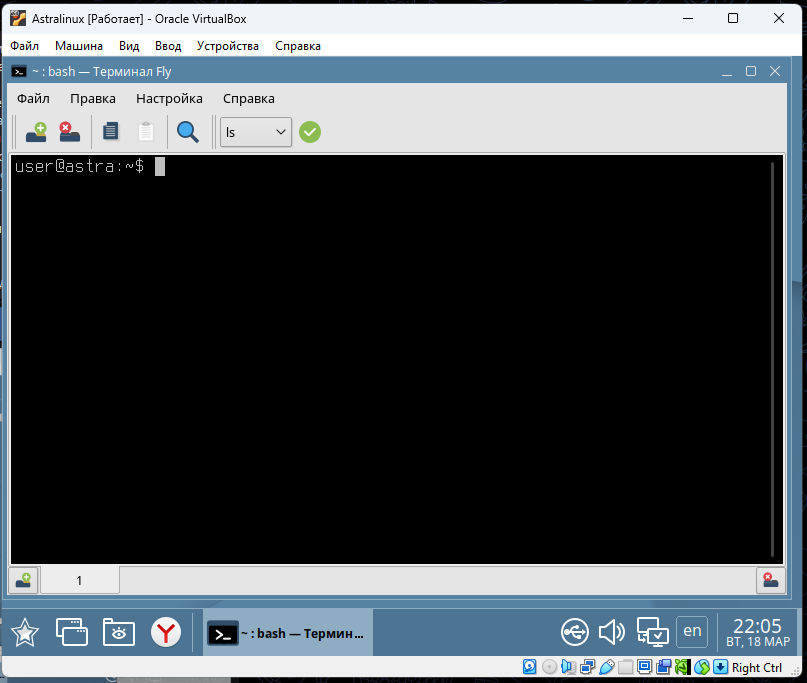 Astralinux [Работает] - Oracle VirtualBox
Файл Машина Вид Ввод Устройства Справка
~ : bash — Терминал Fly
Файл Правка Настройка Справка
ls
user@astra:~$
1
~ : bash — Термин...
en
22:05
ВТ, 18 МАР
Right Ctrl